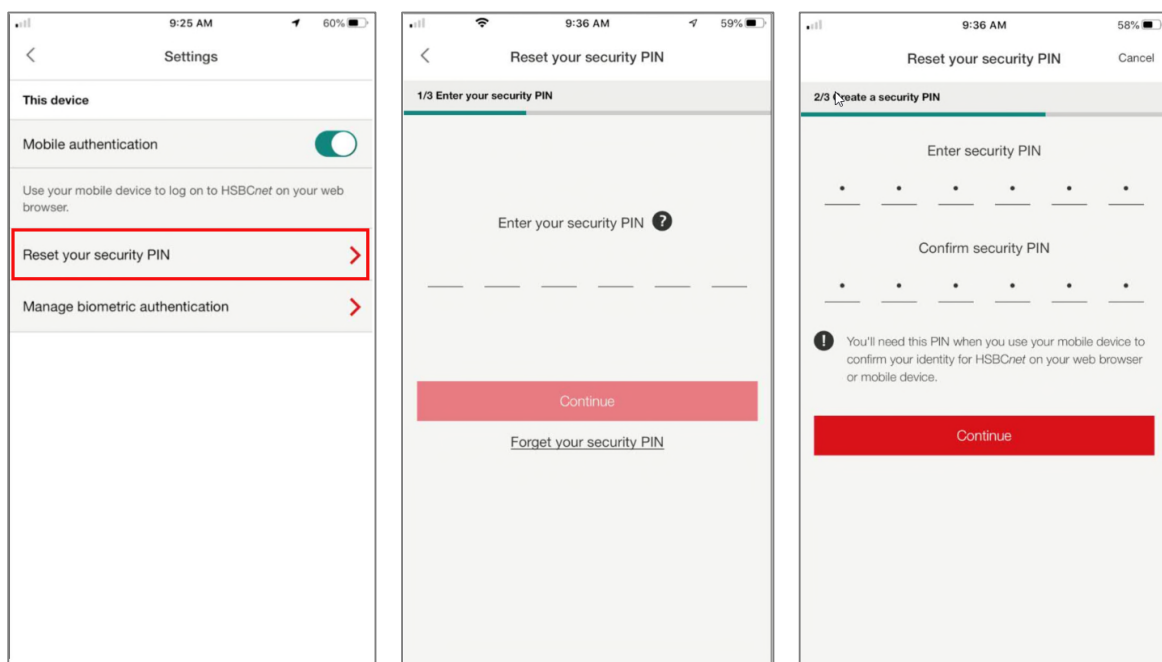 9:25 AM
60%
Settings
This device
Mobile authentication
Use your mobile device to log on to HSBCnet on your web
browser.
Reset your security PIN
Manage biometric authentication
9:36 AM
59%
Reset your security PIN
1/3 Enter your security PIN
Enter your security PIN ?
Continue
Forget your security PIN
9:36 AM
58%
Reset your security PIN
Cancel
2/3 Create a security PIN
Enter security PIN
Confirm security PIN
! You'll need this PIN when you use your mobile device to
confirm your identity for HSBCnet on your web browser
or mobile device.
Continue